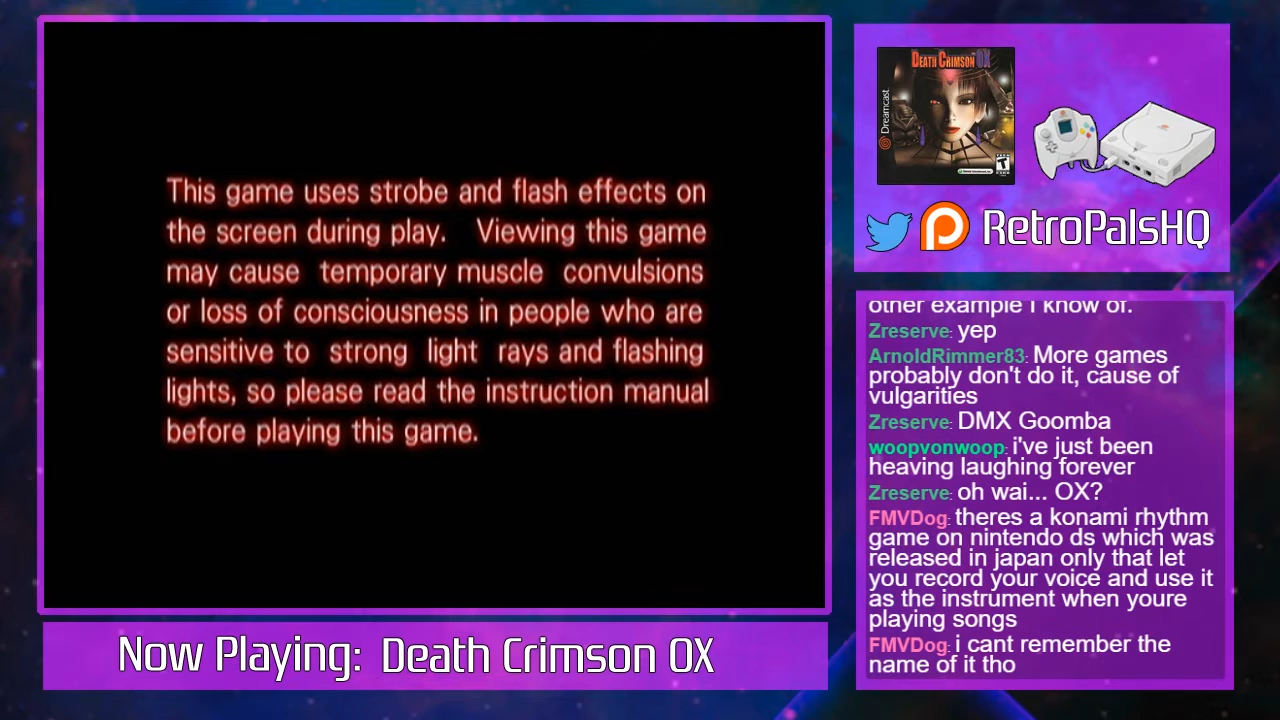 This game uses strobe and flash effects on
the screen during play. Viewing this game
may cause temporary muscle convulsions
or loss of consciousness in people who are
sensitive to strong light rays and flashing
lights, so please read the instruction manual
before playing this game.
Now Playing: Death Crimson OX
DEATH CRIMSON OX
Dreamcast
T
RetroPalsHQ
other example I know of.
Zreserve: yep
ArnoldRimmer83: More games
probably don't do it, cause of
vulgarities
Zreserve: DMX Goomba
woopvonwoop: i've just been
heaving laughing forever
Zreserve: oh wai... OX?
FMVDog: theres a konami rhythm
game on nintendo ds which was
released in japan only that let
you record your voice and use it
as the instrument when youre
playing songs
FMVDog: i cant remember the
name of it tho